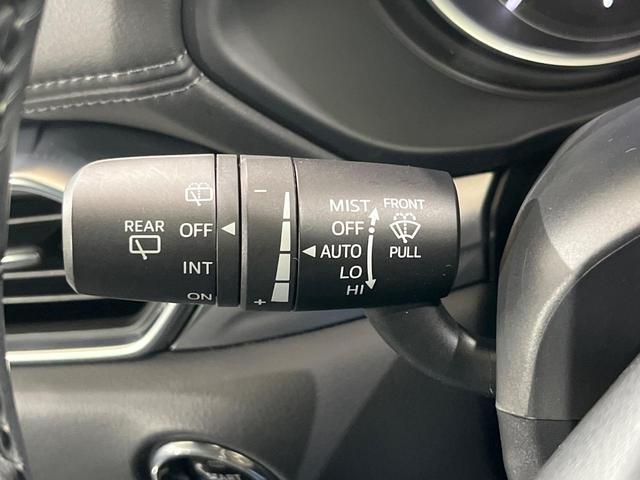 REAR
OFF
INT
ON
−
+
MIST
OFF
AUTO
LO
HI
FRONT
PULL